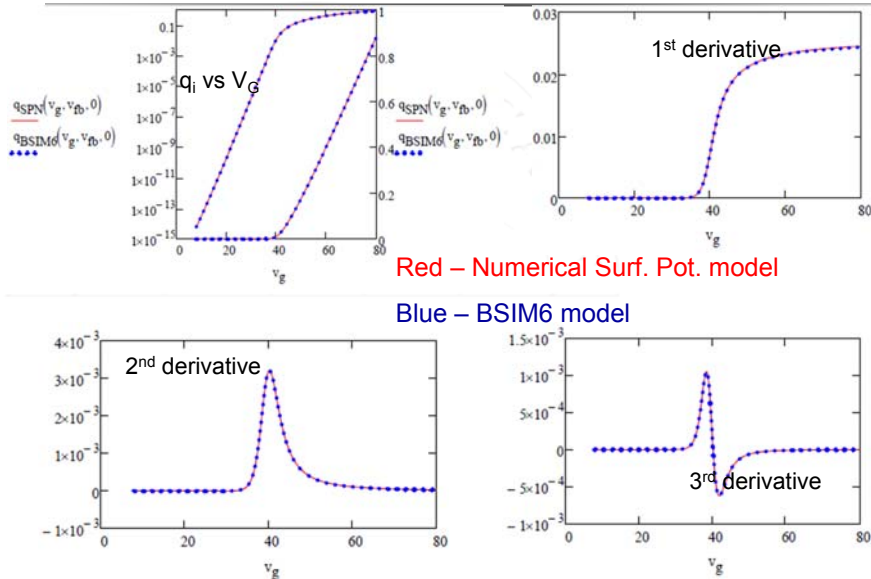 q_i vs V_G
0.1
1×10^-3
1×10^-5
1×10^-7
1×10^-9
1×10^-11
1×10^-13
1×10^-15
1
0.8
0.6
0.4
0.2
0
0 20 40 60 80
v_g
q_SPN(v_g, v_fb, 0)
q_BSIM6(v_g, v_fb, 0)
q_SPN(v_g, v_fb, 0)
q_BSIM6(v_g, v_fb, 0)
1st derivative
0.03
0.02
0.01
0
0 20 40 60 80
v_g
Red – Numerical Surf. Pot. model
Blue – BSIM6 model
2nd derivative
4×10^-3
3×10^-3
2×10^-3
1×10^-3
0
-1×10^-3
0 20 40 60 80
v_g
3rd derivative
1.5×10^-3
1×10^-3
5×10^-4
0
-5×10^-4
-1×10^-3
0 20 40 60 80
v_g